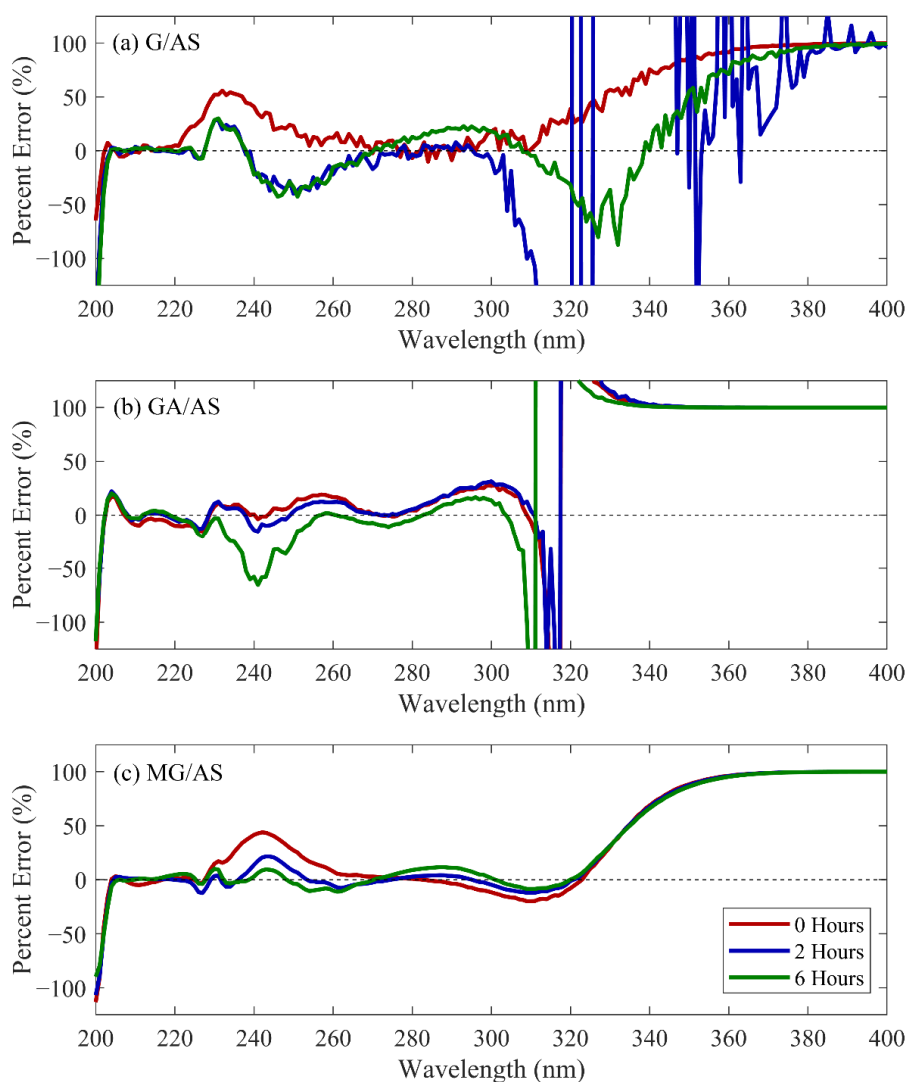 (a) G/AS
100
50
0
−50
−100
Percent Error (%)
200 220 240 260 280 300 320 340 360 380 400
Wavelength (nm)
(b) GA/AS
100
50
0
−50
−100
Percent Error (%)
200 220 240 260 280 300 320 340 360 380 400
Wavelength (nm)
(c) MG/AS
100
50
0
−50
−100
Percent Error (%)
0 Hours
2 Hours
6 Hours
200 220 240 260 280 300 320 340 360 380 400
Wavelength (nm)